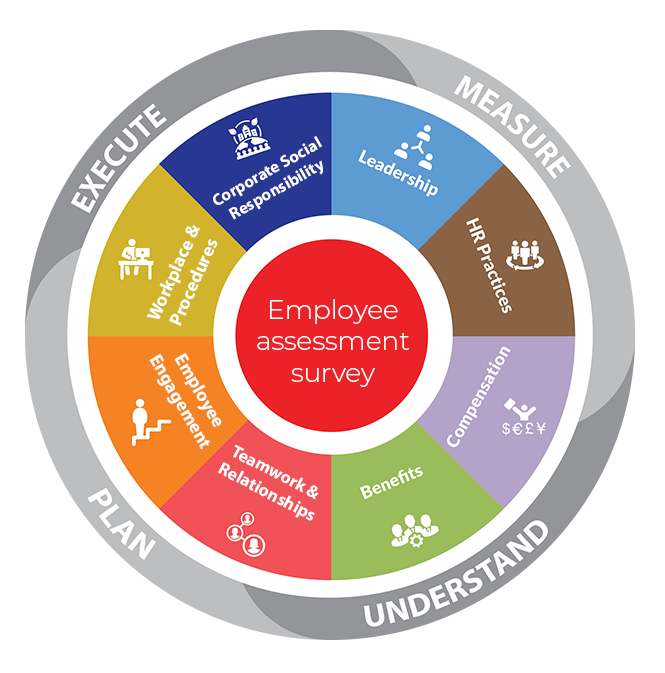 EXECUTE
MEASURE
UNDERSTAND
PLAN
Corporate Social
Responsibility
Leadership
HR Practices
Compensation
$€£¥
Benefits
Teamwork &
Relationships
Employee
Engagement
Workplace &
Procedures
Employee
assessment
survey